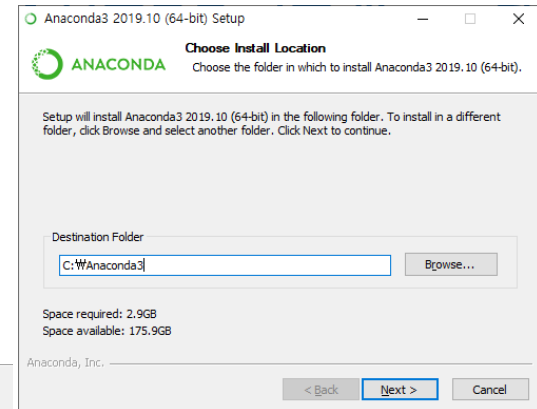 Anaconda3 2019.10 (64-bit) Setup
ANACONDA
Choose Install Location
Choose the folder in which to install Anaconda3 2019.10 (64-bit).
Setup will install Anaconda3 2019.10 (64-bit) in the following folder. To install in a different
folder, click Browse and select another folder. Click Next to continue.
Destination Folder
C:₩Anaconda3
Browse...
Space required: 2.9GB
Space available: 175.9GB
Anaconda, Inc.
< Back
Next >
Cancel